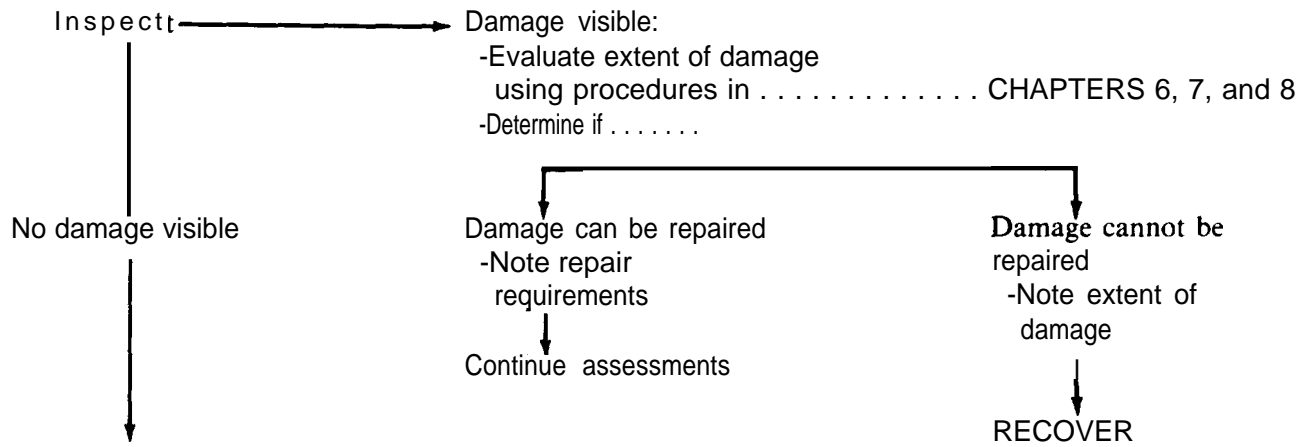 Inspectt
Damage visible:
-Evaluate extent of damage
using procedures in . . . . . . . . . . . . . CHAPTERS 6, 7, and 8
-Determine if . . . . . . .
No damage visible
Damage can be repaired
-Note repair
requirements
Continue assessments
Damage cannot be
repaired
-Note extent of
damage
RECOVER